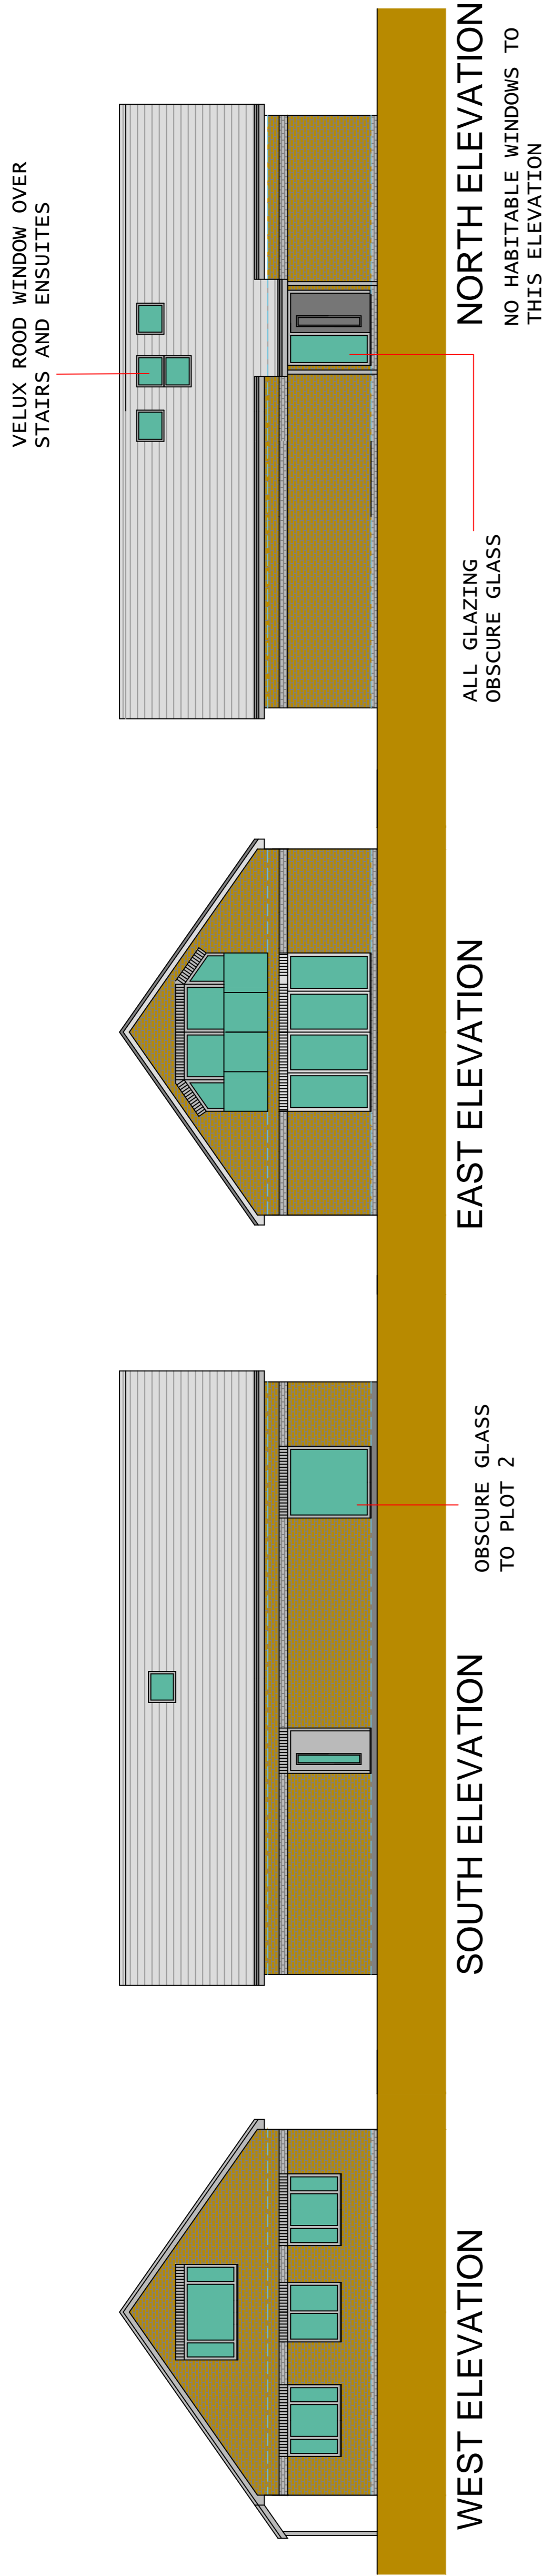 WEST ELEVATION
SOUTH ELEVATION
OBSCURE GLASS
TO PLOT 2
EAST ELEVATION
ALL GLAZING
OBSCURE GLASS
VELUX ROOD WINDOW OVER
STAIRS AND ENSUITES
NORTH ELEVATION
NO HABITABLE WINDOWS TO
THIS ELEVATION